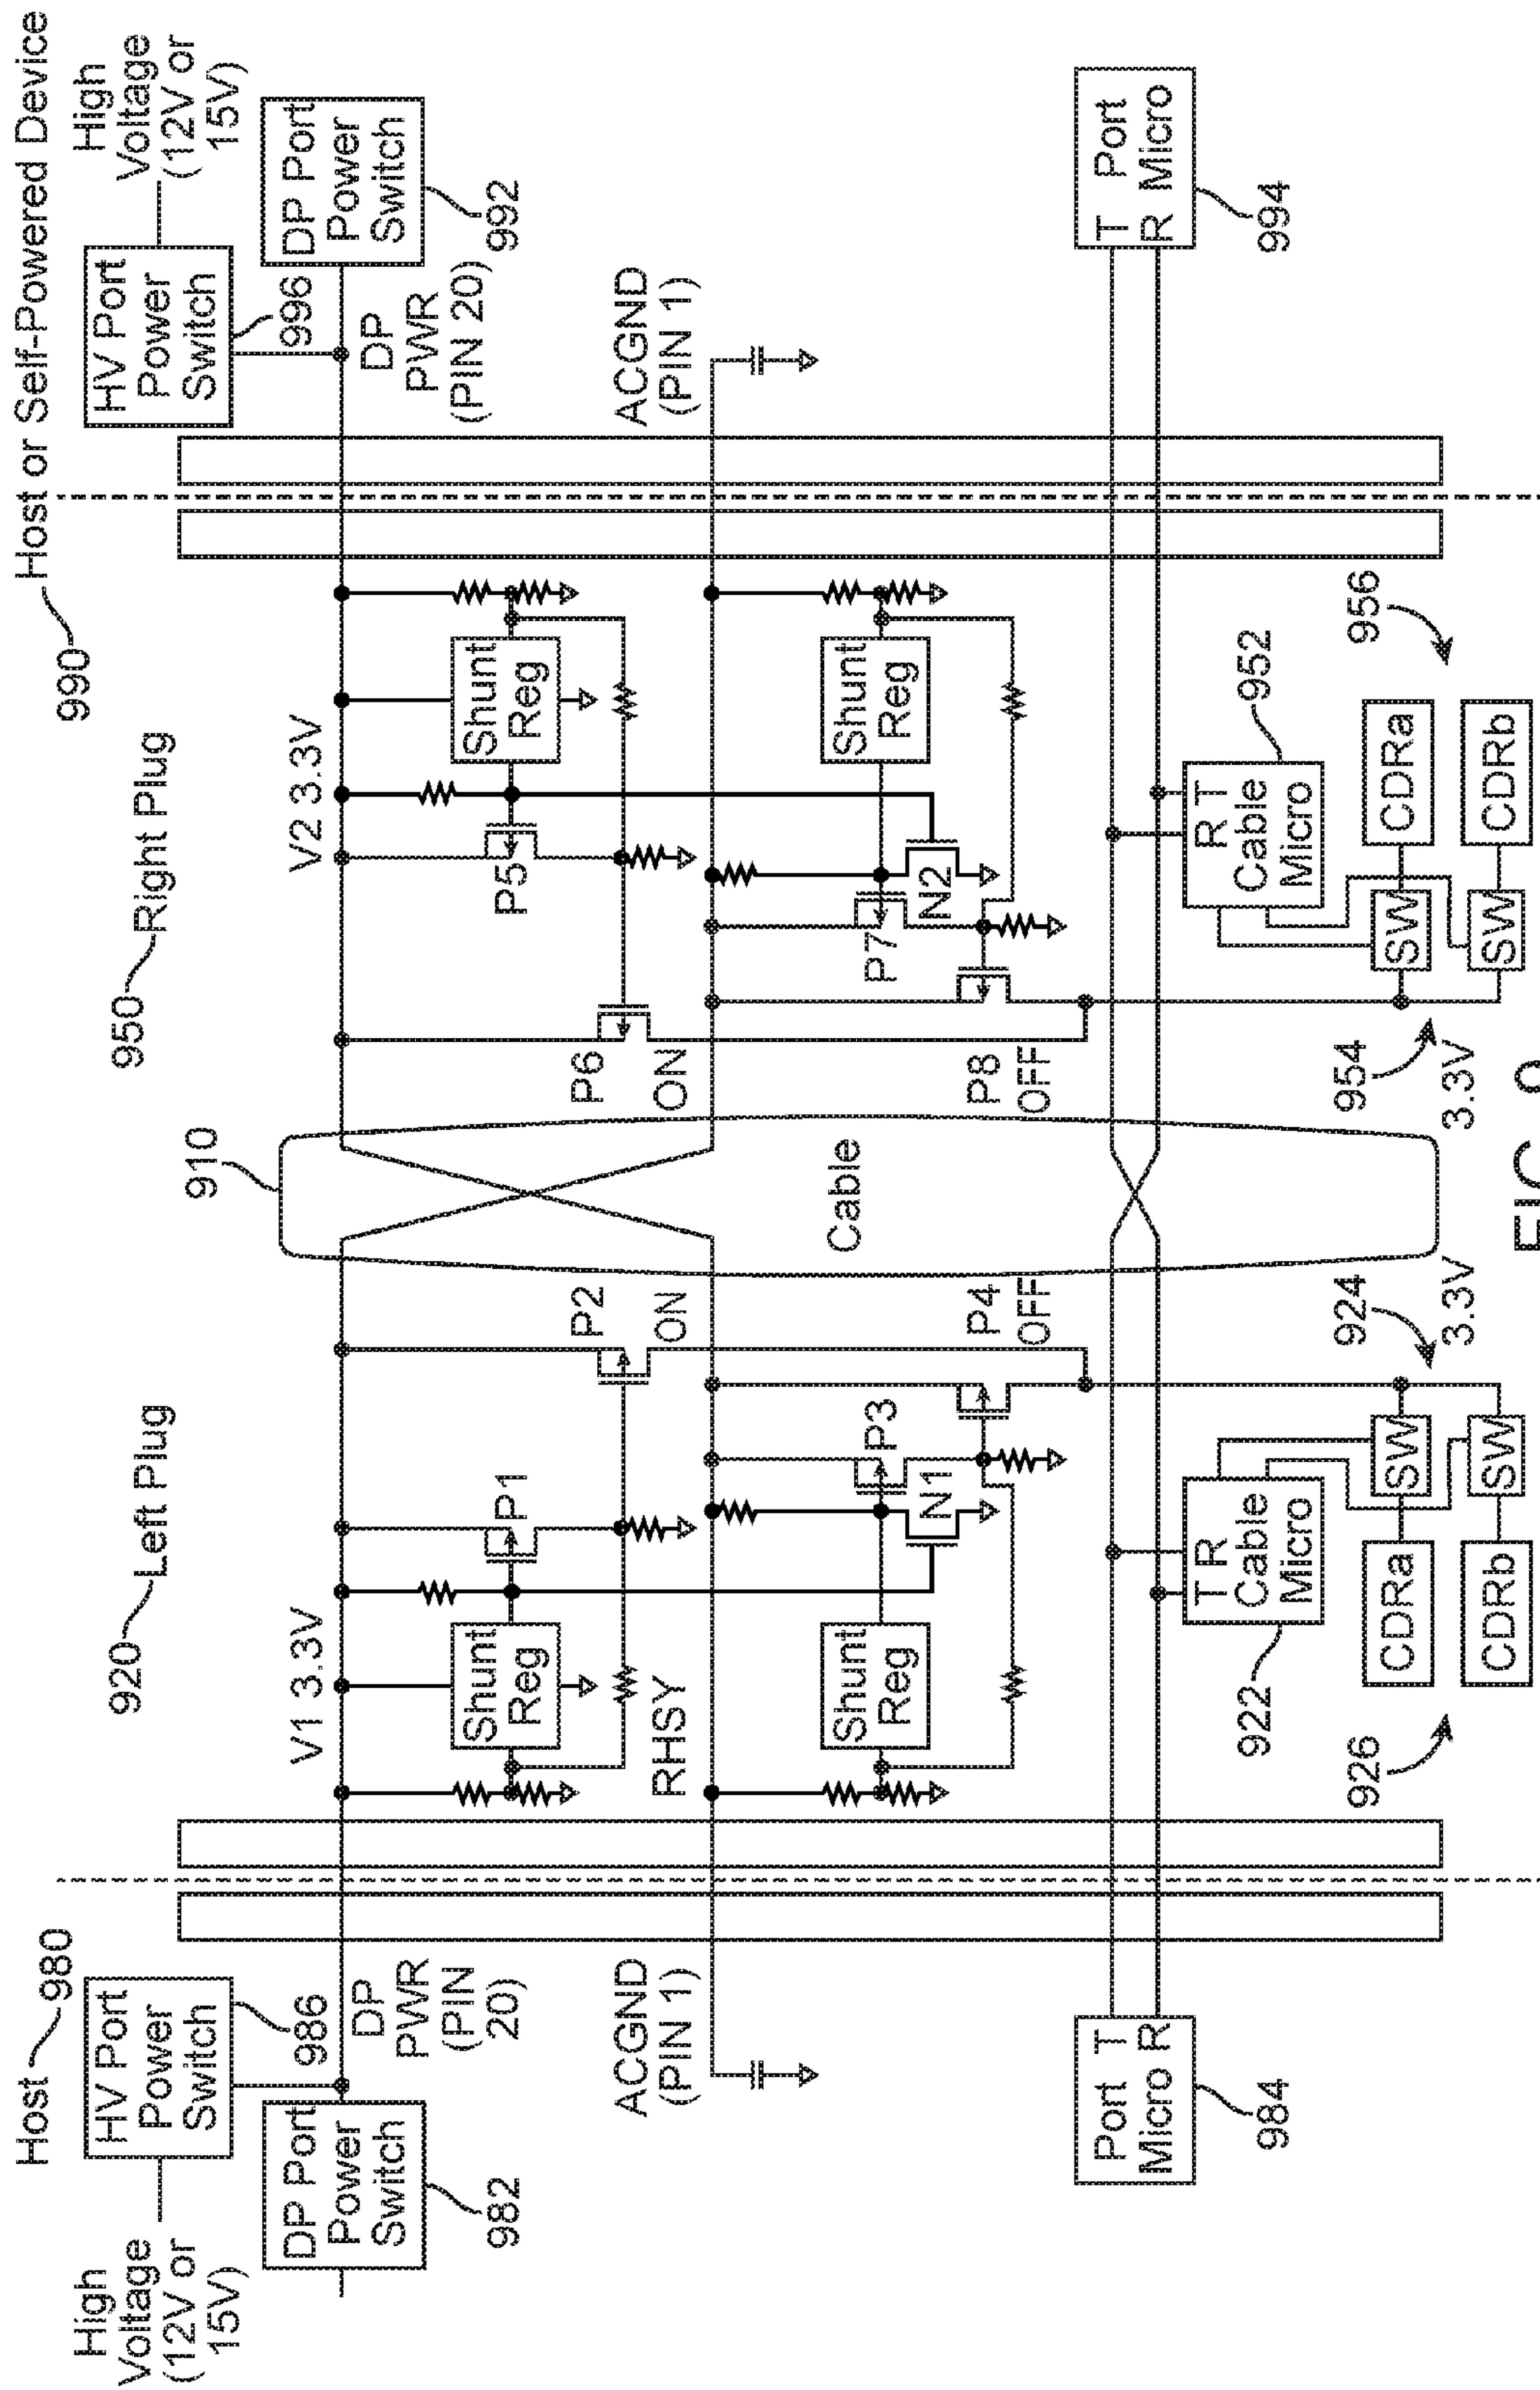 Host 980
High
Voltage
(12V or
15V)
HV Port
Power
Switch
986
DP Port
Power
Switch
982
DP
PWR
(PIN
20)
ACGND
(PIN 1)
Port T
Micro R
984
920 Left Plug
V1 3.3V
Shunt
Reg
P1
P2
ON
RHSY
Shunt
Reg
P3
N1
P4
OFF
T R
Cable
Micro
922
926
CDRa
CDRb
SW
SW
924
3.3V
910
Cable
950 Right Plug
V2 3.3V
P6
ON
P5
Shunt
Reg
P8
OFF
P7
N2
Shunt
Reg
R T
Cable
Micro
952
954
3.3V
SW
SW
CDRa
CDRb
956
990 Host or Self-Powered Device
HV Port
Power
Switch
996
High
Voltage
(12V or
15V)
DP Port
Power
Switch
992
DP
PWR
(PIN 20)
ACGND
(PIN 1)
T Port
R Micro
994